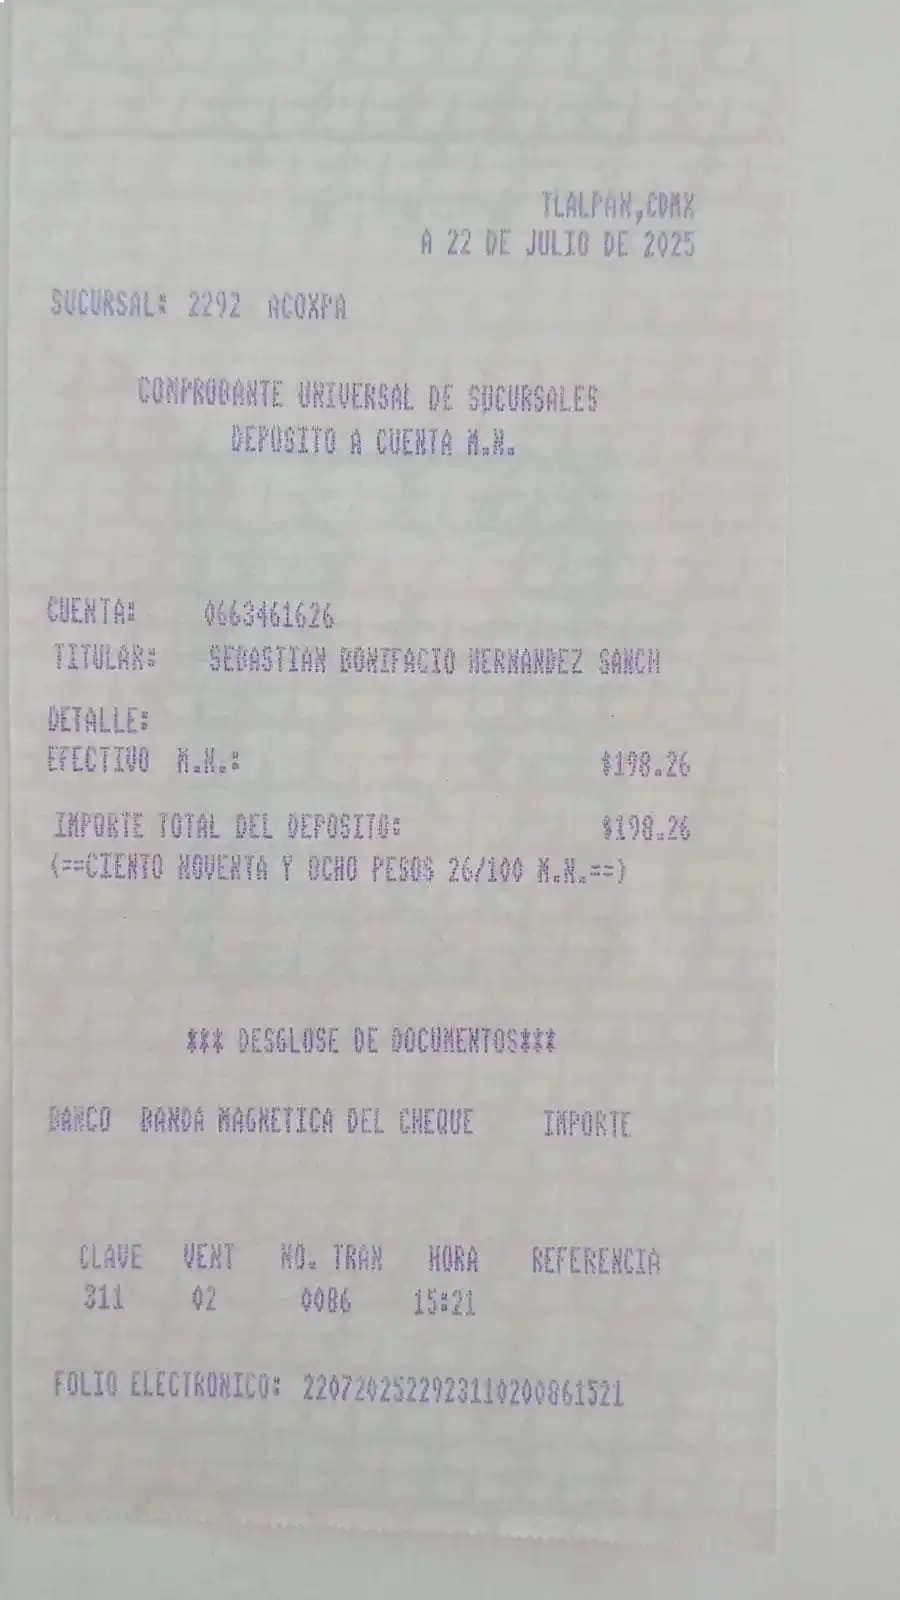 TLALPAN,CDMX
A 22 DE JULIO DE 2025
SUCURSAL: 2292 ACOXPA
COMPROBANTE UNIVERSAL DE SUCURSALES
DEPOSITO A CUENTA M.N.
CUENTA: 0663461626
TITULAR: SEBASTIAN BONIFACIO HERNANDEZ SANCH
DETALLE:
EFECTIVO M.N.: $198.26
IMPORTE TOTAL DEL DEPOSITO: $198.26
(==CIENTO NOVENTA Y OCHO PESOS 26/100 M.N.==)
*** DESGLOSE DE DOCUMENTOS***
BANCO BANDA MAGNETICA DEL CHEQUE IMPORTE
CLAVE VENT NO. TRAN HORA REFERENCIA
311 02 0086 15:21
FOLIO ELECTRONICO: 2207202522923110200861521